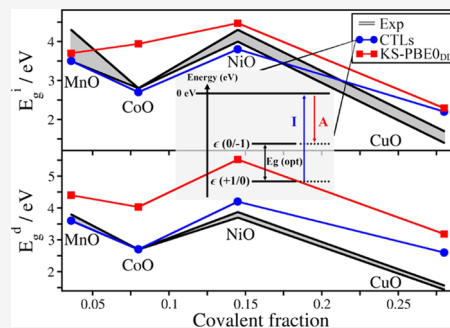 Exp
CTLs
KS-PBE0DD
4
3
2
Eg i / eV
MnO
CoO
NiO
CuO
Energy (eV)
0 eV
I
A
ϵ (0/-1)
Eg (opt)
ϵ (+1/0)
5
4
3
2
Eg d / eV
MnO
CoO
NiO
CuO
0.05
0.1
0.15
0.2
0.25
Covalent fraction